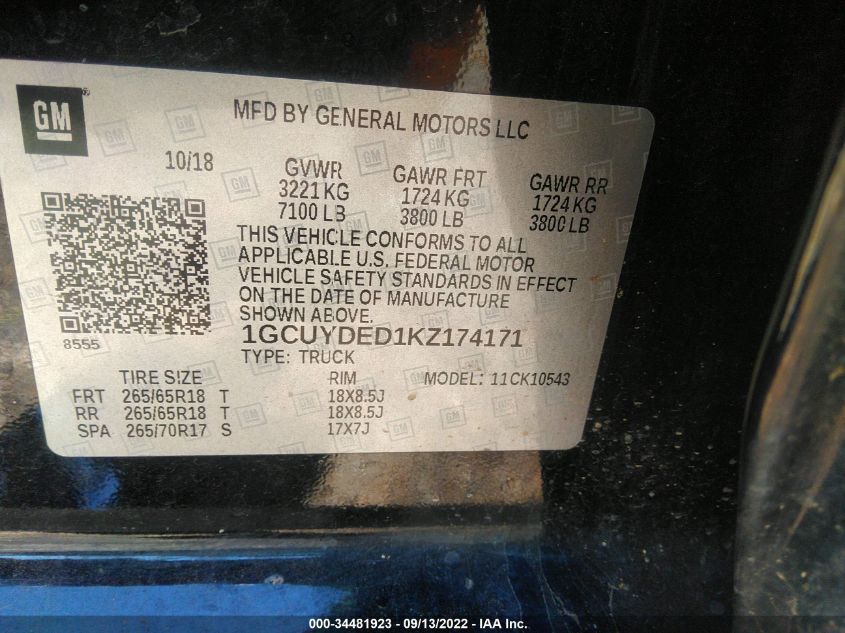 GM®
MFD BY GENERAL MOTORS LLC
10/18
GVWR
3221 KG
7100 LB
GAWR FRT
1724 KG
3800 LB
GAWR RR
1724 KG
3800 LB
THIS VEHICLE CONFORMS TO ALL
APPLICABLE U.S. FEDERAL MOTOR
VEHICLE SAFETY STANDARDS IN EFFECT
ON THE DATE OF MANUFACTURE
SHOWN ABOVE.
8555
1GCUYDED1KZ174171
TYPE: TRUCK
TIRE SIZE RIM MODEL: 11CK10543
FRT 265/65R18 T 18X8.5J
RR 265/65R18 T 18X8.5J
SPA 265/70R17 S 17X7J
000-34481923 - 09/13/2022 - IAA Inc.